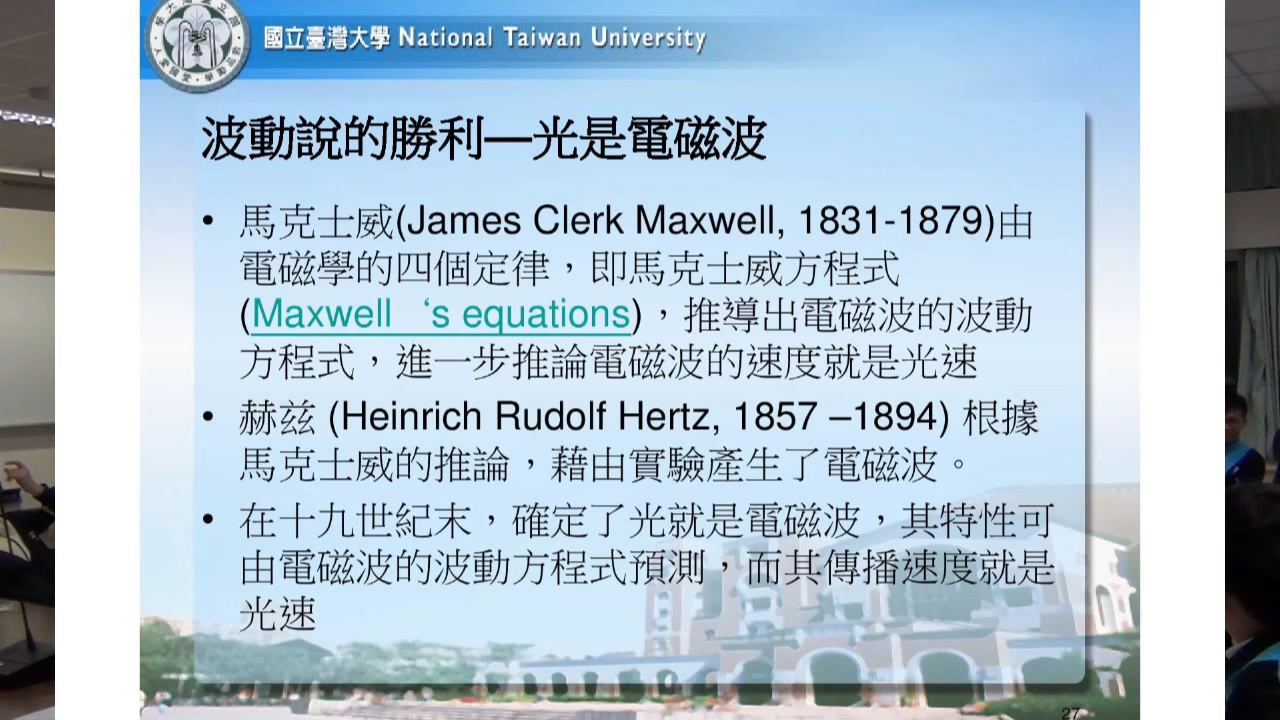 國立臺灣大學 National Taiwan University
波動說的勝利—光是電磁波
• 馬克士威(James Clerk Maxwell, 1831-1879)由
電磁學的四個定律，即馬克士威方程式
(Maxwell‘s equations)，推導出電磁波的波動
方程式，進一步推論電磁波的速度就是光速
• 赫茲 (Heinrich Rudolf Hertz, 1857 –1894) 根據
馬克士威的推論，藉由實驗產生了電磁波。
• 在十九世紀末，確定了光就是電磁波，其特性可
由電磁波的波動方程式預測，而其傳播速度就是
光速
27